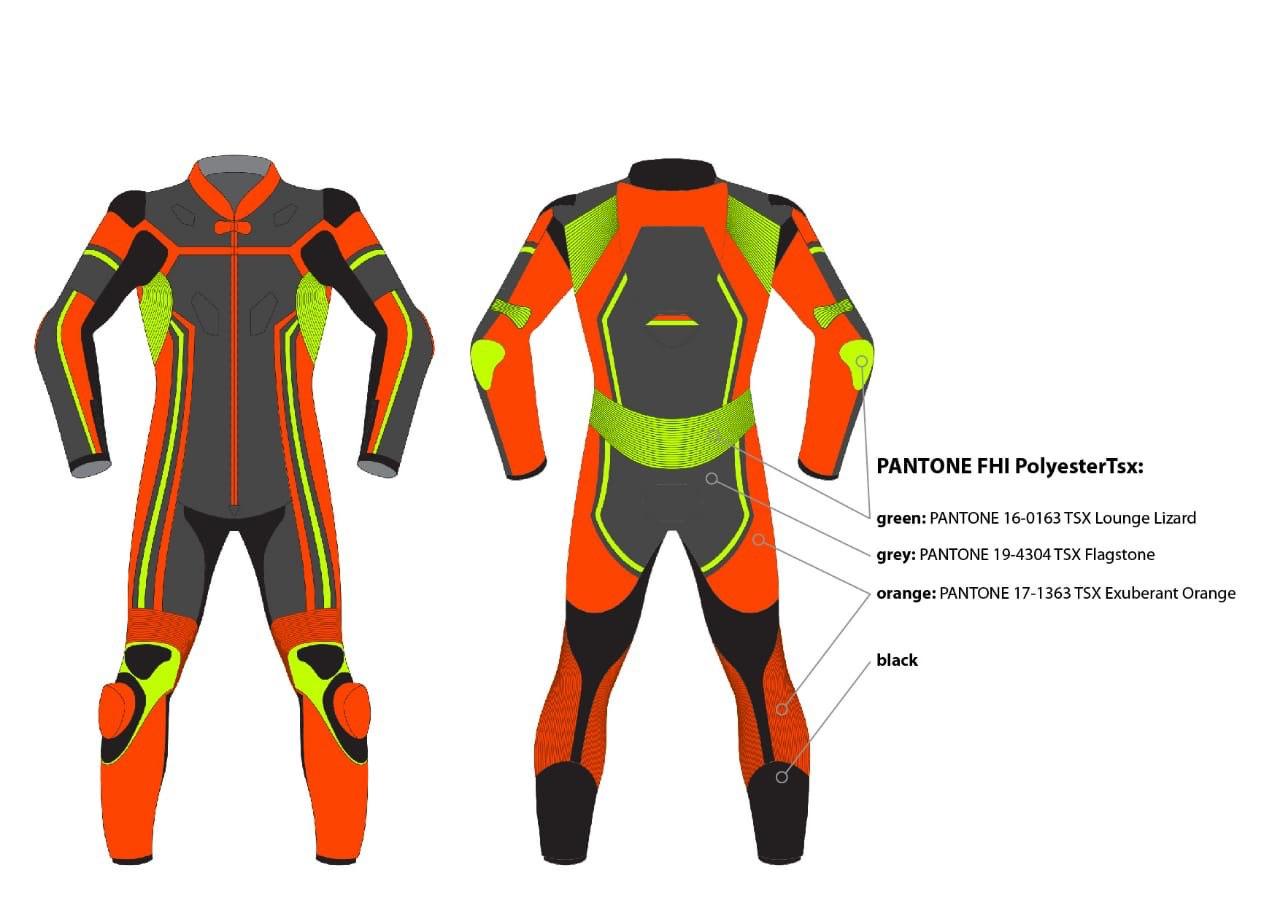 PANTONE FHI PolyesterTsx:
green: PANTONE 16-0163 TSX Lounge Lizard
grey: PANTONE 19-4304 TSX Flagstone
orange: PANTONE 17-1363 TSX Exuberant Orange
black